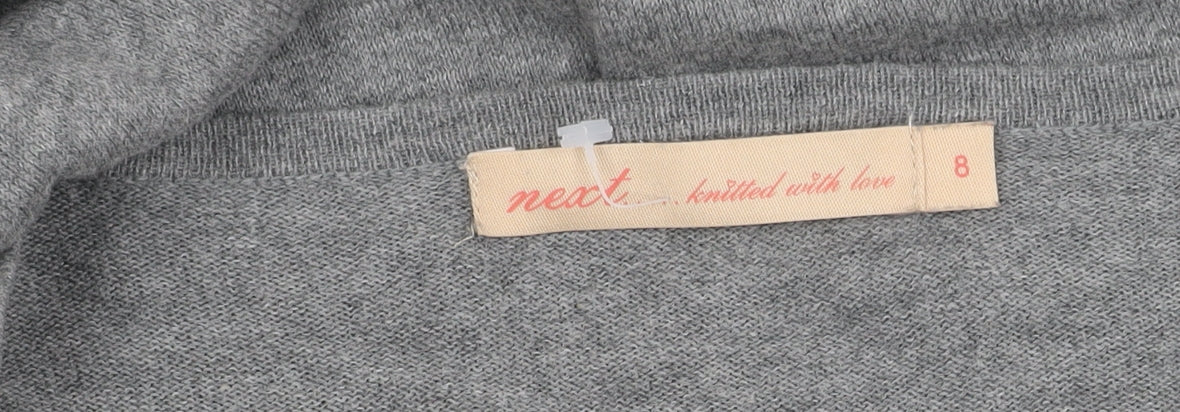 next..... knitted with love 8